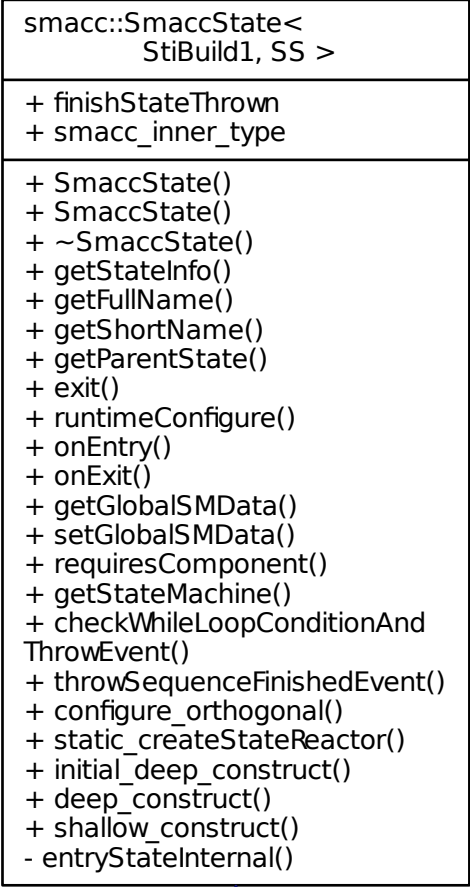 smacc::SmaccState<
StiBuild1, SS >
+ finishStateThrown
+ smacc_inner_type
+ SmaccState()
+ SmaccState()
+ ~SmaccState()
+ getStateInfo()
+ getFullName()
+ getShortName()
+ getParentState()
+ exit()
+ runtimeConfigure()
+ onEntry()
+ onExit()
+ getGlobalSMData()
+ setGlobalSMData()
+ requiresComponent()
+ getStateMachine()
+ checkWhileLoopConditionAnd
ThrowEvent()
+ throwSequenceFinishedEvent()
+ configure_orthogonal()
+ static_createStateReactor()
+ initial_deep_construct()
+ deep_construct()
+ shallow_construct()
- entryStateInternal()